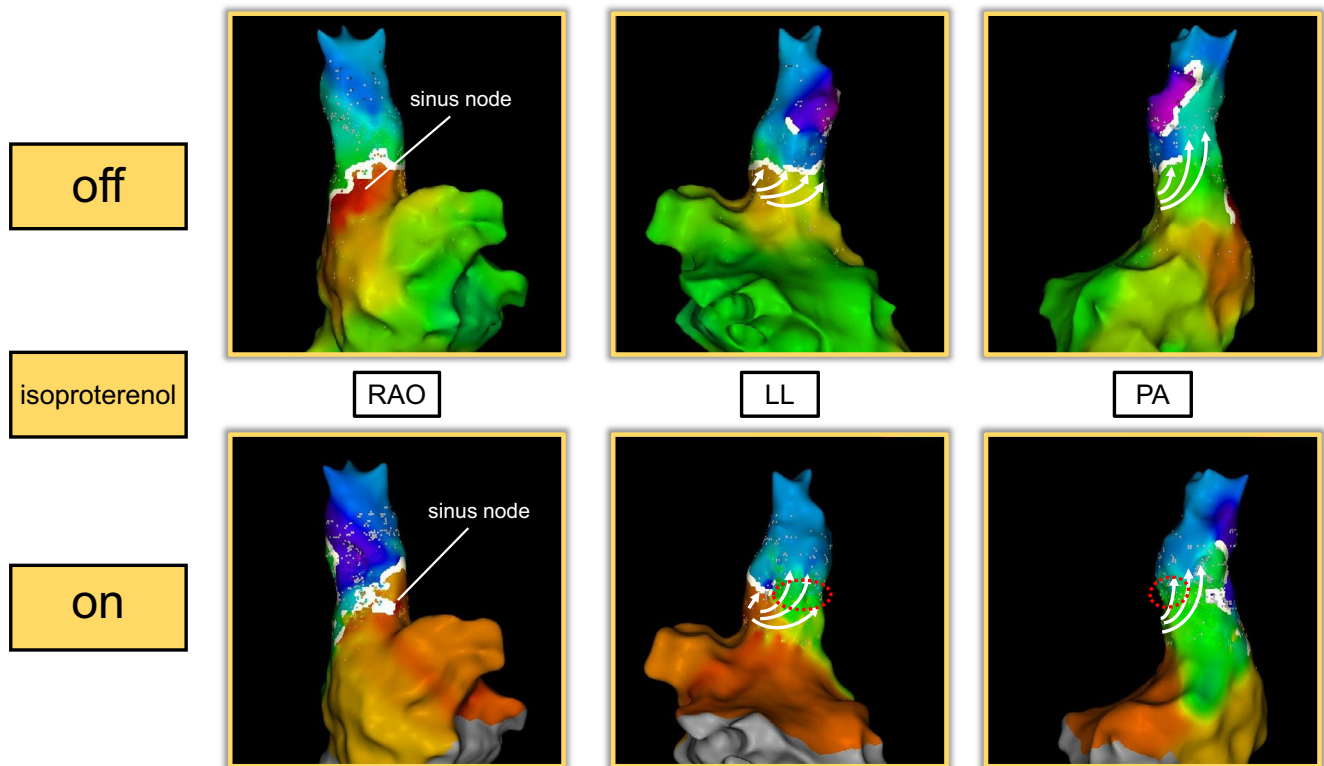 sinus node
off
isoproterenol
RAO
LL
PA
sinus node
on